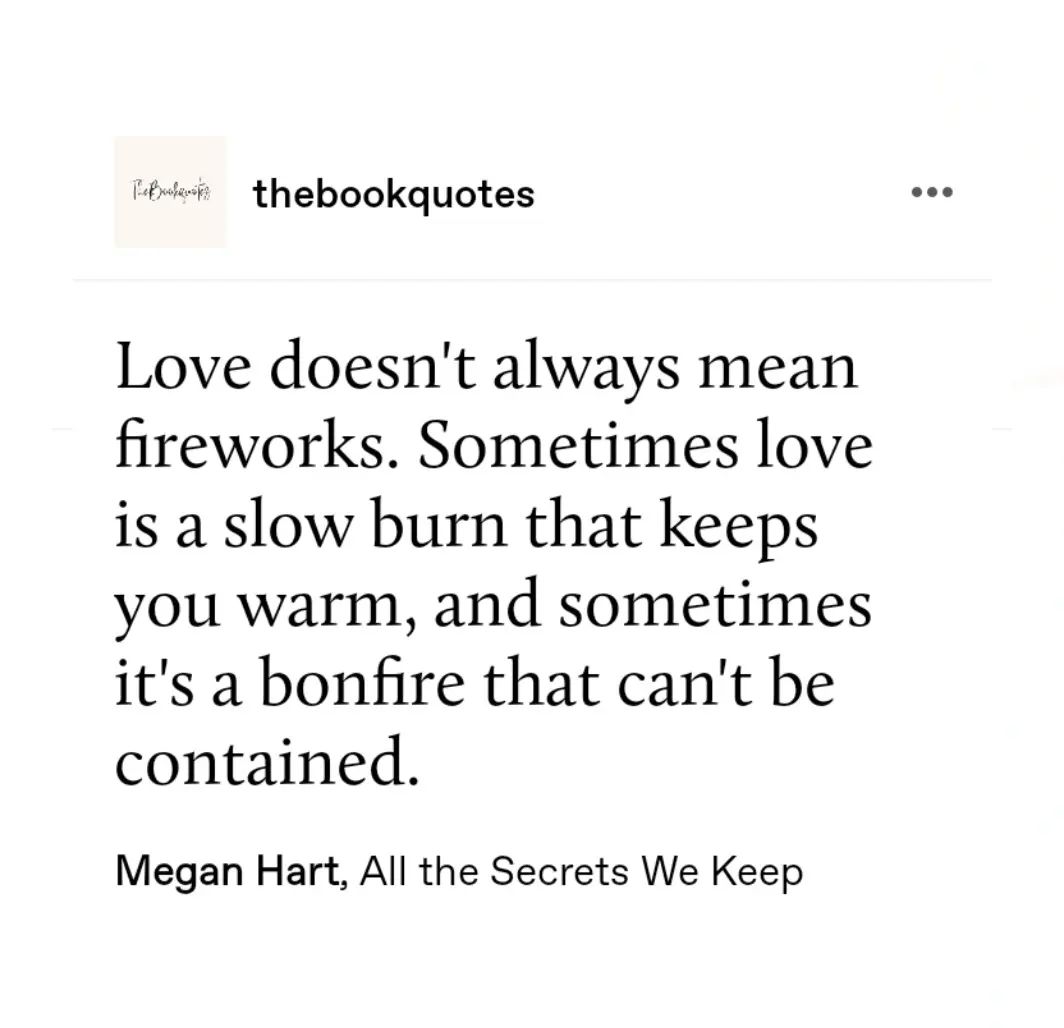 TheBookquotes
thebookquotes
Love doesn't always mean
fireworks. Sometimes love
is a slow burn that keeps
you warm, and sometimes
it's a bonfire that can't be
contained.
Megan Hart, All the Secrets We Keep